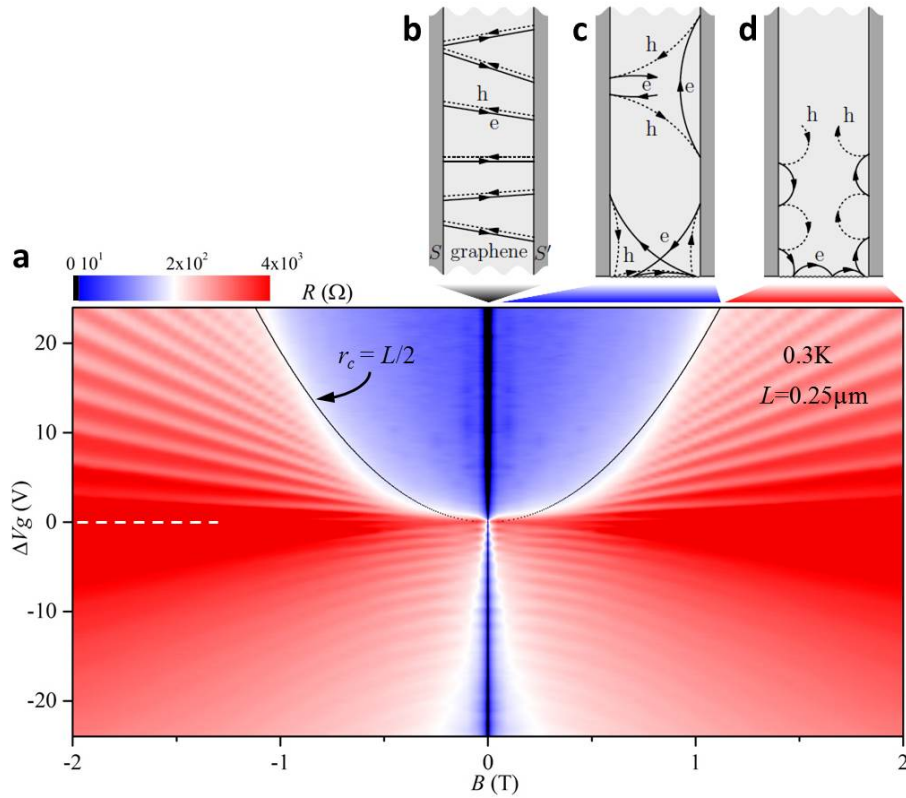 b
c
d
h
e
S graphene S′
h
e
e
h
e
h
h h
e
a
0 10¹ 2x10² 4x10³
R (Ω)
r_c = L/2
0.3K
L=0.25µm
ΔVg (V)
20
10
0
-10
-20
-2 -1 0 1 2
B (T)